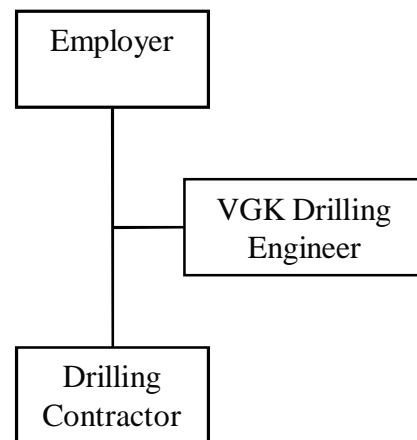 Employer
VGK Drilling
Engineer
Drilling
Contractor